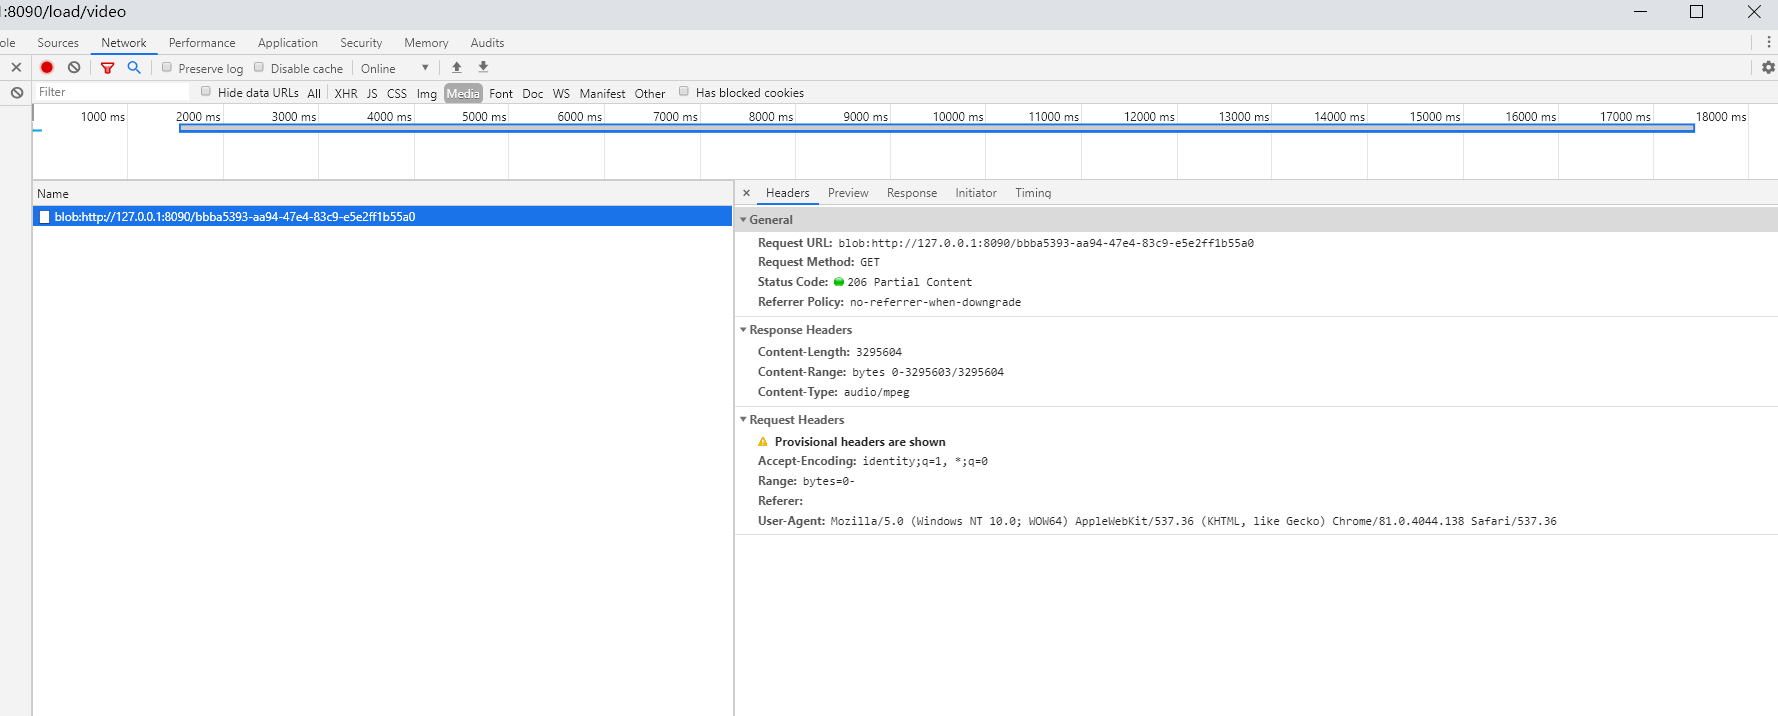 :8090/load/video
ole Sources Network Performance Application Security Memory Audits
Preserve log Disable cache Online
Filter Hide data URLs All XHR JS CSS Img Media Font Doc WS Manifest Other Has blocked cookies
1000 ms 2000 ms 3000 ms 4000 ms 5000 ms 6000 ms 7000 ms 8000 ms 9000 ms 10000 ms 11000 ms 12000 ms 13000 ms 14000 ms 15000 ms 16000 ms 17000 ms 18000 ms
Name
blob:http://127.0.0.1:8090/bbba5393-aa94-47e4-83c9-e5e2ff1b55a0
Headers Preview Response Initiator Timing
General
Request URL: blob:http://127.0.0.1:8090/bbba5393-aa94-47e4-83c9-e5e2ff1b55a0
Request Method: GET
Status Code: 206 Partial Content
Referrer Policy: no-referrer-when-downgrade
Response Headers
Content-Length: 3295604
Content-Range: bytes 0-3295603/3295604
Content-Type: audio/mpeg
Request Headers
Provisional headers are shown
Accept-Encoding: identity;q=1, *;q=0
Range: bytes=0-
Referer:
User-Agent: Mozilla/5.0 (Windows NT 10.0; WOW64) AppleWebKit/537.36 (KHTML, like Gecko) Chrome/81.0.4044.138 Safari/537.36